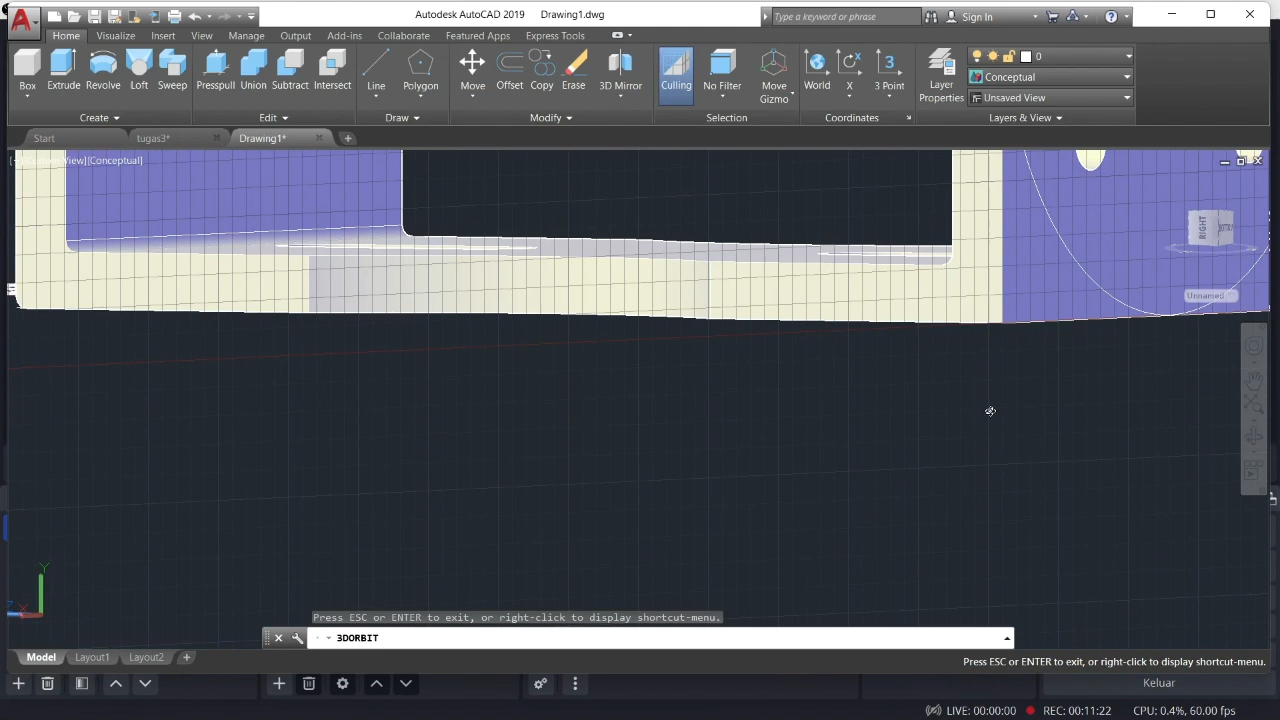 Autodesk AutoCAD 2019 Drawing1.dwg
Type a keyword or phrase
Sign In
Home Visualize Insert View Manage Output Add-ins Collaborate Featured Apps Express Tools
0
Conceptual
Unsaved View
Box Extrude Revolve Loft Sweep Presspull Union Subtract Intersect Line Polygon Move Offset Copy Erase 3D Mirror Culling No Filter Move Gizmo World X 3 Point Layer Properties
Create Edit Draw Modify Selection Coordinates Layers & View
Start tugas3* Drawing1*
View][Conceptual]
RIGHT
Unnamed
Y
X
Z
Press ESC or ENTER to exit, or right-click to display shortcut-menu.
3DORBIT
Model Layout1 Layout2
Press ESC or ENTER to exit, or right-click to display shortcut-menu.
Keluar
LIVE: 00:00:00 REC: 00:11:22 CPU: 0.4%, 60.00 fps